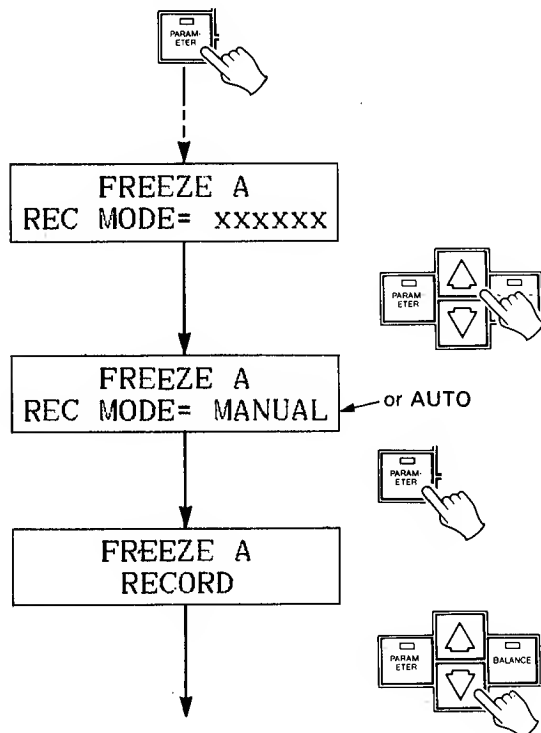 PARAM-
ETER
FREEZE A
REC MODE= xxxxxx
PARAM-
ETER
FREEZE A
REC MODE= MANUAL
or AUTO
PARAM-
ETER
FREEZE A
RECORD
PARAM
ETER
BALANCE